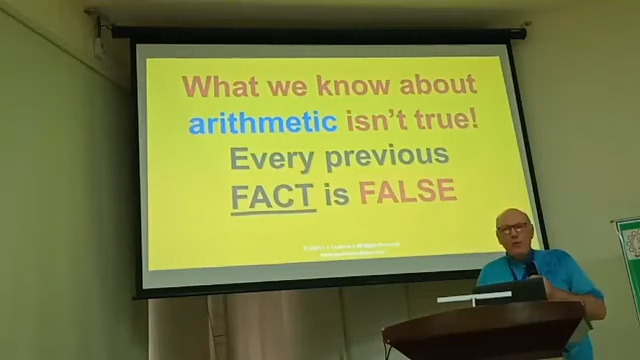 What we know about
arithmetic isn't true!
Every previous
FACT is FALSE